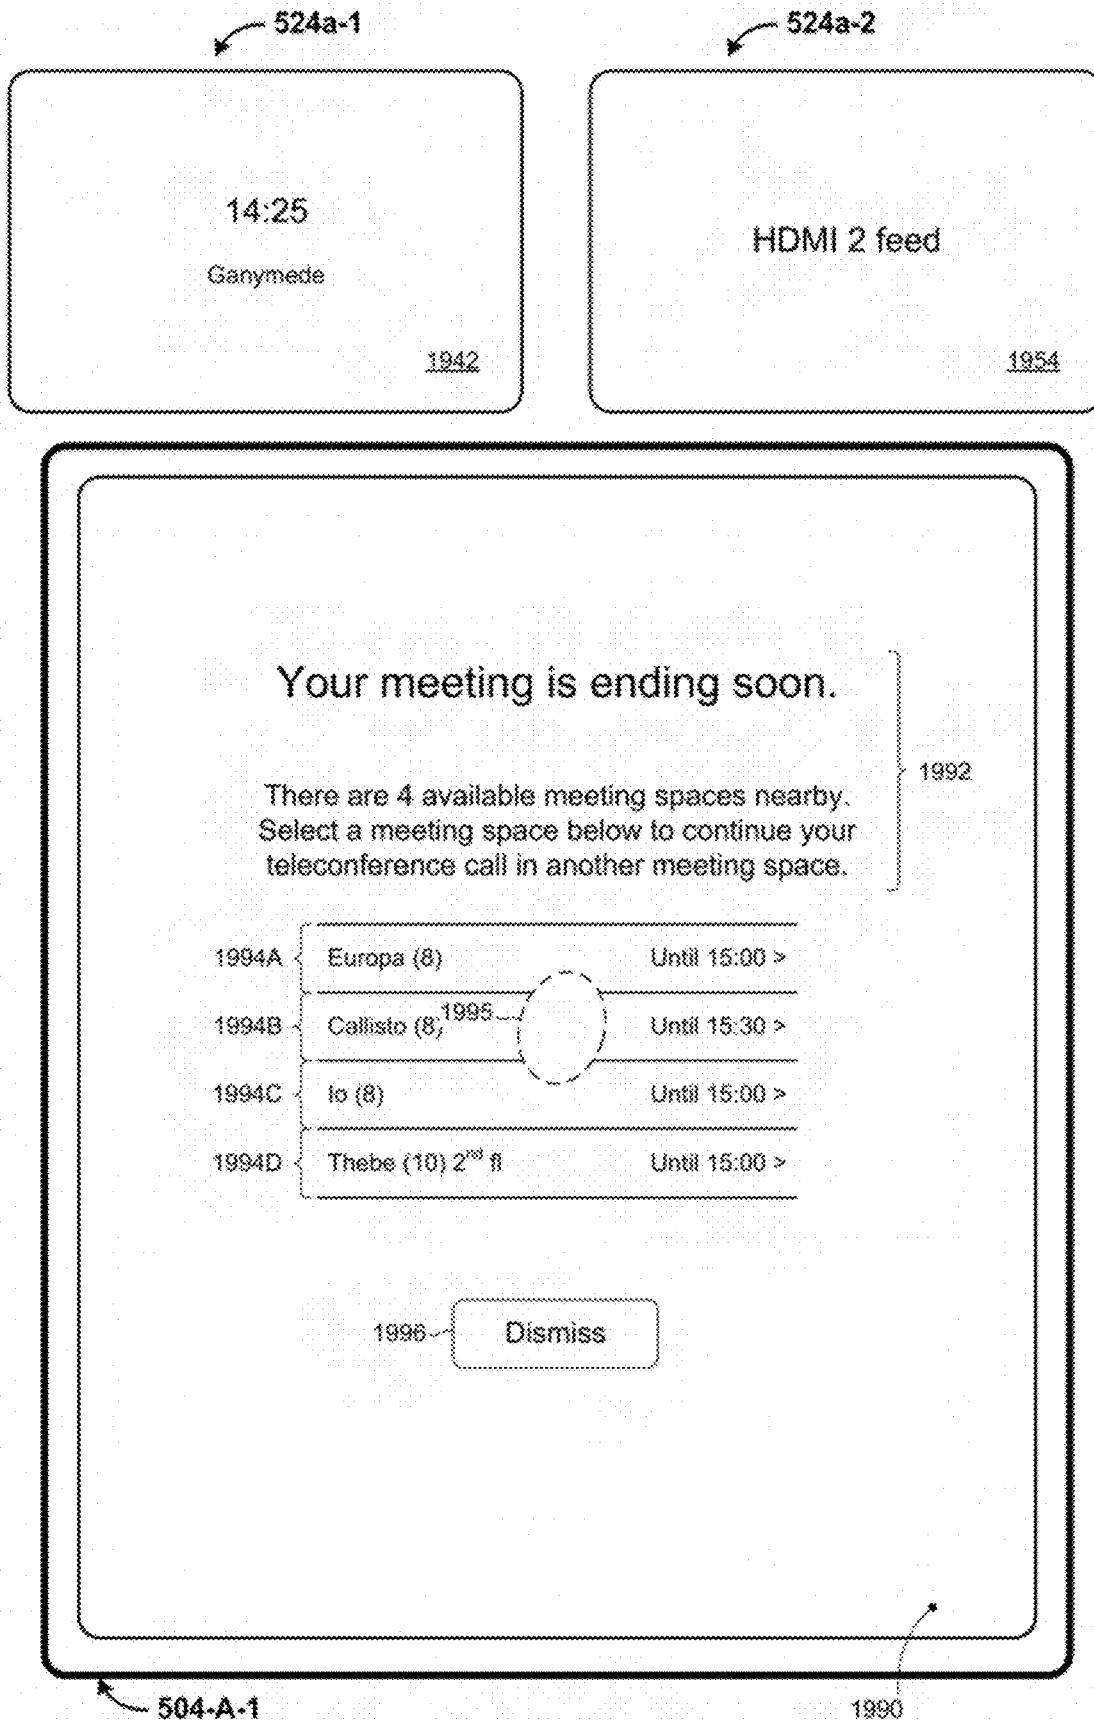 524a-1
524a-2
14:25
Ganymede
1942
HDMI 2 feed
1954
Your meeting is ending soon.
1992
There are 4 available meeting spaces nearby.
Select a meeting space below to continue your
teleconference call in another meeting space.
1994A Europa (8) Until 15:00 >
1994B Callisto (8) 1995 Until 15:30 >
1994C Io (8) Until 15:00 >
1994D Thebe (10) 2nd fl Until 15:00 >
1996 Dismiss
504-A-1
1990